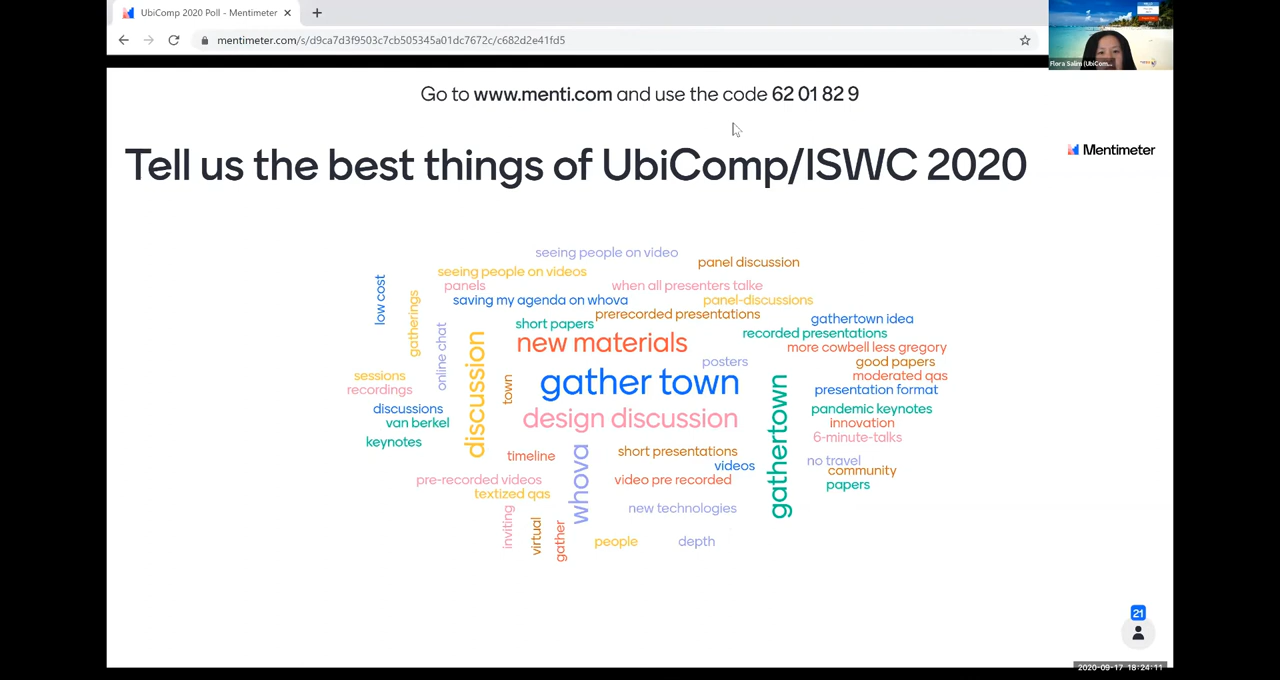 UbiComp 2020 Poll - Mentimeter
mentimeter.com/s/d9ca7d3f9503c7cb505345a01dc7672c/c682d2e41fd5
Flora Salim (UbiCom...
Go to www.menti.com and use the code 62 01 82 9
Tell us the best things of UbiComp/ISWC 2020
Mentimeter
seeing people on video
panel discussion
seeing people on videos
panels
when all presenters talke
low cost
gatherings
saving my agenda on whova
panel-discussions
prerecorded presentations
gathertown idea
short papers
online chat
recorded presentations
discussion
new materials
more cowbell less gregory
posters
good papers
sessions
moderated qas
recordings
town
gather town
gathertown
presentation format
discussions
pandemic keynotes
van berkel
design discussion
innovation
keynotes
6-minute-talks
timeline
whova
short presentations
no travel
videos
community
pre-recorded videos
video pre recorded
papers
textized qas
new technologies
inviting
virtual
gather
people
depth
21
2020-09-17 18:24:11